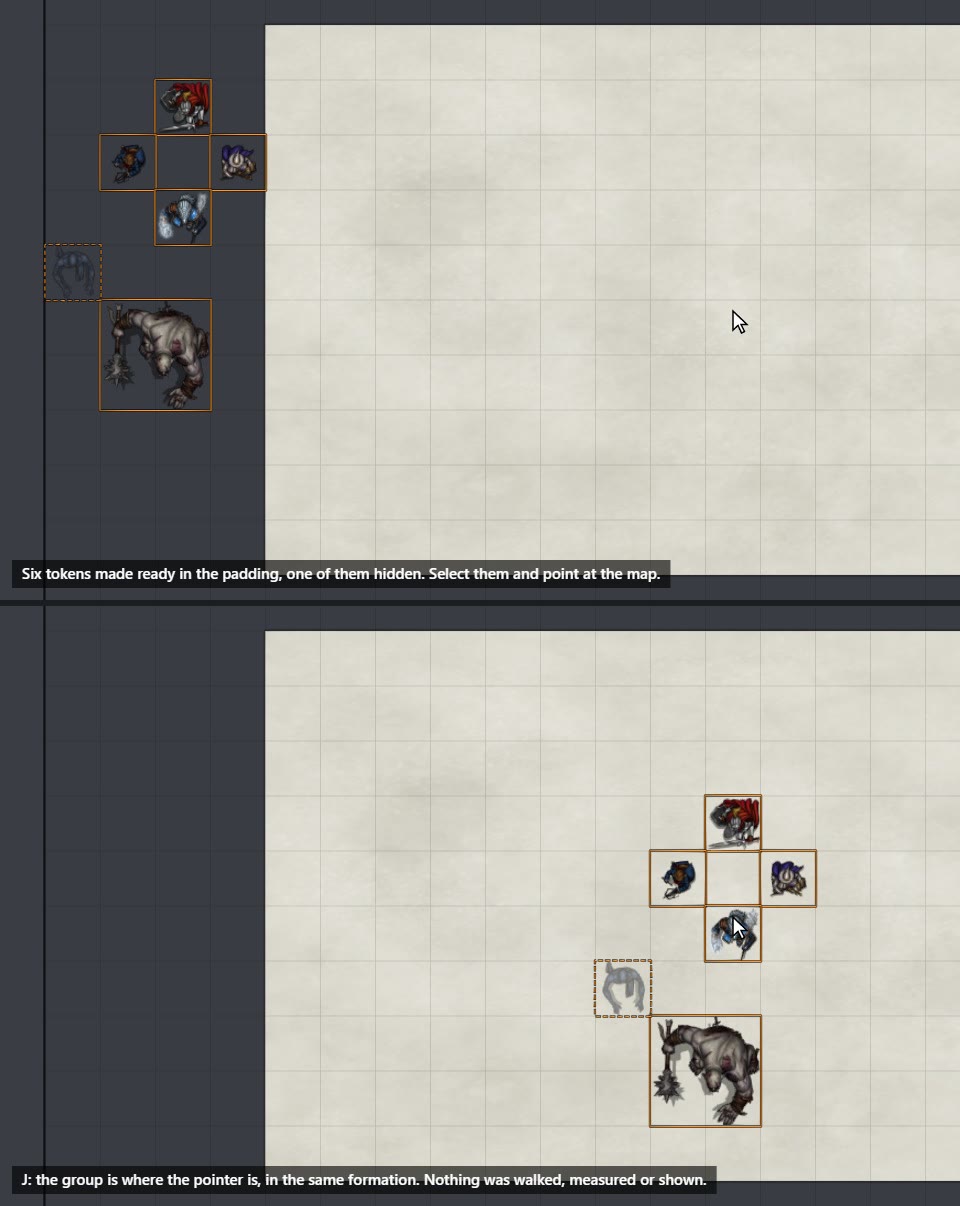 Six tokens made ready in the padding, one of them hidden. Select them and point at the map.
J: the group is where the pointer is, in the same formation. Nothing was walked, measured or shown.